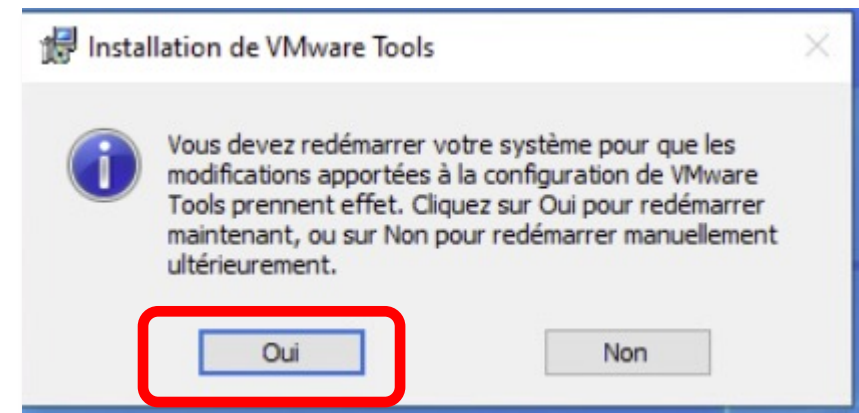 Installation de VMware Tools
Vous devez redémarrer votre système pour que les
modifications apportées à la configuration de VMware
Tools prennent effet. Cliquez sur Oui pour redémarrer
maintenant, ou sur Non pour redémarrer manuellement
ultérieurement.
Oui
Non